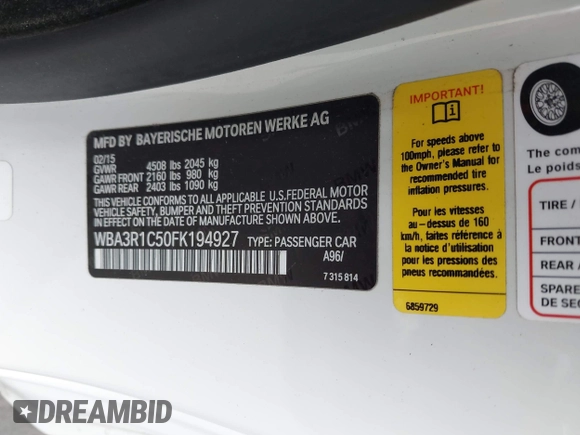 MFD BY BAYERISCHE MOTOREN WERKE AG
02/15
GVWR 4508 lbs 2045 kg
GAWR FRONT 2160 lbs 980 kg
GAWR REAR 2403 lbs 1090 kg
THIS VEHICLE CONFORMS TO ALL APPLICABLE U.S.FEDERAL MOTOR
VEHICLE SAFETY, BUMPER, AND THEFT PREVENTION STANDARDS
IN EFFECT ON THE DATE OF MANUFACTURE SHOWN ABOVE.
WBA3R1C50FK194927 TYPE: PASSENGER CAR
A96/
7 315 814
IMPORTANT!
For speeds above
100mph, please refer to
the Owner's Manual for
recommended tire
inflation pressures.
Pour les vitesses
au-dessus de 160
km/h, faites référence à
la notice d'utilisation
pour les pressions des
pneus recommandées.
6859729
The com
Le poids
TIRE /
FRONT
REAR /
SPARE
DE SEC
DREAMBID